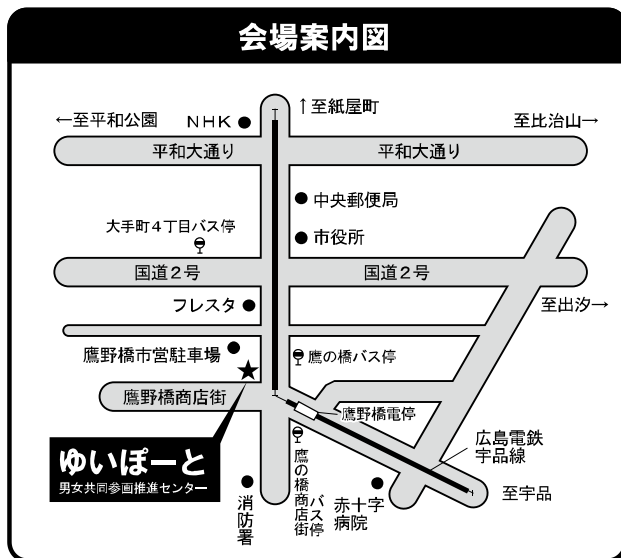 会場案内図
←至平和公園
NHK
↑至紙屋町
至比治山→
平和大通り
平和大通り
中央郵便局
大手町4丁目バス停
市役所
国道2号
国道2号
フレスタ
至出汐→
鷹野橋市営駐車場
鷹の橋バス停
鷹野橋商店街
鷹野橋電停
ゆいぽーと
男女共同参画推進センター
広島電鉄
宇品線
至宇品
消防署
鷹の橋商店街
バス停
赤十字
病院